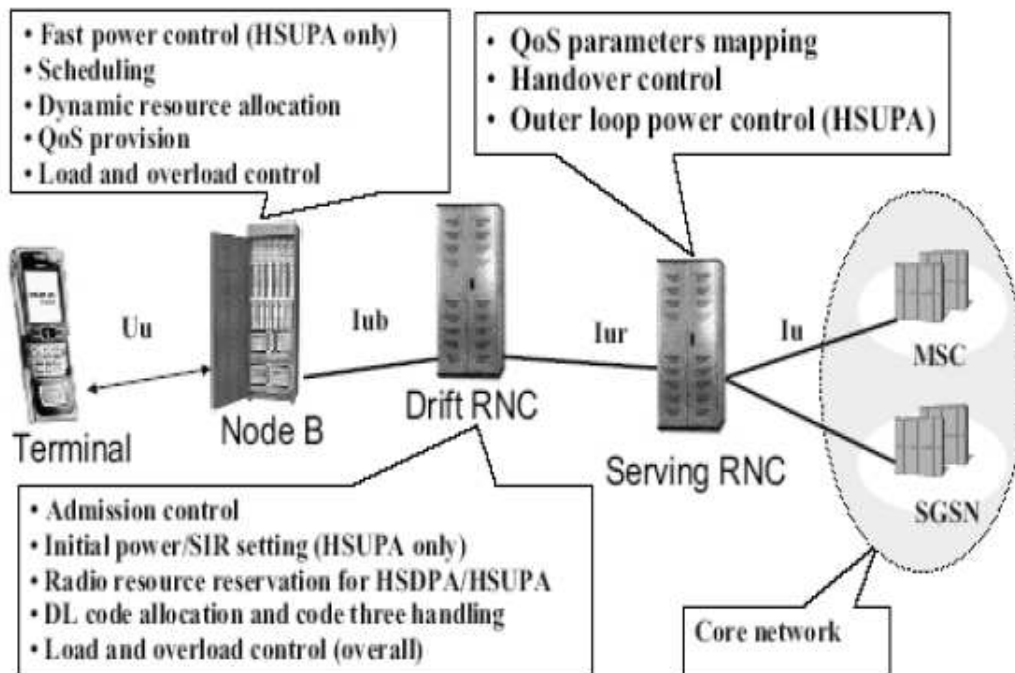 • Fast power control (HSUPA only)
• Scheduling
• Dynamic resource allocation
• QoS provision
• Load and overload control
• QoS parameters mapping
• Handover control
• Outer loop power control (HSUPA)
Uu
Iub
Iur
Iu
MSC
Terminal
Node B
Drift RNC
Serving RNC
SGSN
• Admission control
• Initial power/SIR setting (HSUPA only)
• Radio resource reservation for HSDPA/HSUPA
• DL code allocation and code three handling
• Load and overload control (overall)
Core network